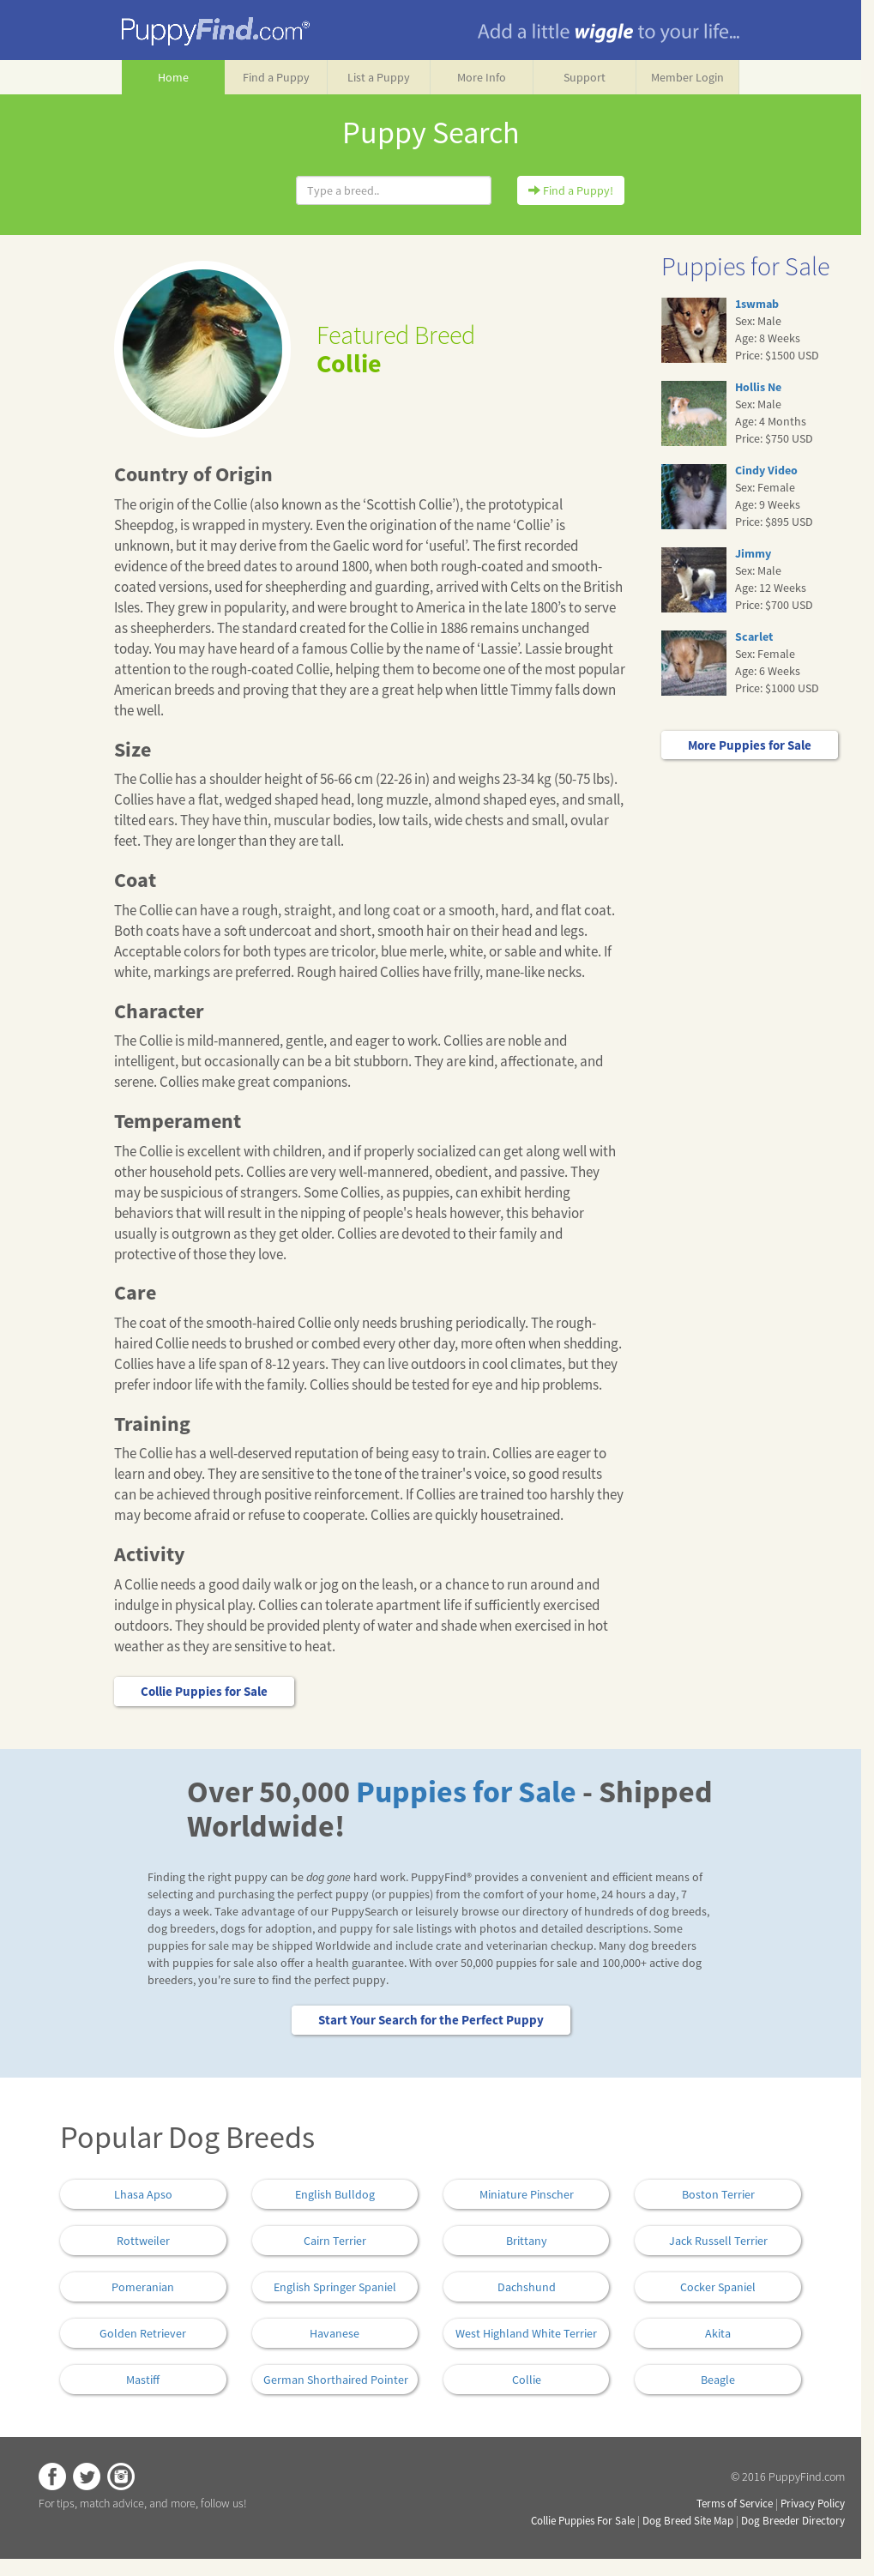 PuppyFind.com®
Add a little wiggle to your life...
Home
Find a Puppy
List a Puppy
More Info
Support
Member Login
Puppy Search
Type a breed..
Find a Puppy!
Featured Breed
Collie
Country of Origin
The origin of the Collie (also known as the ‘Scottish Collie’), the prototypical
Sheepdog, is wrapped in mystery. Even the origination of the name ‘Collie’ is
unknown, but it may derive from the Gaelic word for ‘useful’. The first recorded
evidence of the breed dates to around 1800, when both rough-coated and smooth-
coated versions, used for sheepherding and guarding, arrived with Celts on the British
Isles. They grew in popularity, and were brought to America in the late 1800’s to serve
as sheepherders. The standard created for the Collie in 1886 remains unchanged
today. You may have heard of a famous Collie by the name of ‘Lassie’. Lassie brought
attention to the rough-coated Collie, helping them to become one of the most popular
American breeds and proving that they are a great help when little Timmy falls down
the well.
Size
The Collie has a shoulder height of 56-66 cm (22-26 in) and weighs 23-34 kg (50-75 lbs).
Collies have a flat, wedged shaped head, long muzzle, almond shaped eyes, and small,
tilted ears. They have thin, muscular bodies, low tails, wide chests and small, ovular
feet. They are longer than they are tall.
Coat
The Collie can have a rough, straight, and long coat or a smooth, hard, and flat coat.
Both coats have a soft undercoat and short, smooth hair on their head and legs.
Acceptable colors for both types are tricolor, blue merle, white, or sable and white. If
white, markings are preferred. Rough haired Collies have frilly, mane-like necks.
Character
The Collie is mild-mannered, gentle, and eager to work. Collies are noble and
intelligent, but occasionally can be a bit stubborn. They are kind, affectionate, and
serene. Collies make great companions.
Temperament
The Collie is excellent with children, and if properly socialized can get along well with
other household pets. Collies are very well-mannered, obedient, and passive. They
may be suspicious of strangers. Some Collies, as puppies, can exhibit herding
behaviors that will result in the nipping of people's heals however, this behavior
usually is outgrown as they get older. Collies are devoted to their family and
protective of those they love.
Care
The coat of the smooth-haired Collie only needs brushing periodically. The rough-
haired Collie needs to brushed or combed every other day, more often when shedding.
Collies have a life span of 8-12 years. They can live outdoors in cool climates, but they
prefer indoor life with the family. Collies should be tested for eye and hip problems.
Training
The Collie has a well-deserved reputation of being easy to train. Collies are eager to
learn and obey. They are sensitive to the tone of the trainer's voice, so good results
can be achieved through positive reinforcement. If Collies are trained too harshly they
may become afraid or refuse to cooperate. Collies are quickly housetrained.
Activity
A Collie needs a good daily walk or jog on the leash, or a chance to run around and
indulge in physical play. Collies can tolerate apartment life if sufficiently exercised
outdoors. They should be provided plenty of water and shade when exercised in hot
weather as they are sensitive to heat.
Collie Puppies for Sale
Puppies for Sale
1swmab
Sex: Male
Age: 8 Weeks
Price: $1500 USD
Hollis Ne
Sex: Male
Age: 4 Months
Price: $750 USD
Cindy Video
Sex: Female
Age: 9 Weeks
Price: $895 USD
Jimmy
Sex: Male
Age: 12 Weeks
Price: $700 USD
Scarlet
Sex: Female
Age: 6 Weeks
Price: $1000 USD
More Puppies for Sale
Over 50,000 Puppies for Sale - Shipped
Worldwide!
Finding the right puppy can be dog gone hard work. PuppyFind® provides a convenient and efficient means of
selecting and purchasing the perfect puppy (or puppies) from the comfort of your home, 24 hours a day, 7
days a week. Take advantage of our PuppySearch or leisurely browse our directory of hundreds of dog breeds,
dog breeders, dogs for adoption, and puppy for sale listings with photos and detailed descriptions. Some
puppies for sale may be shipped Worldwide and include crate and veterinarian checkup. Many dog breeders
with puppies for sale also offer a health guarantee. With over 50,000 puppies for sale and 100,000+ active dog
breeders, you're sure to find the perfect puppy.
Start Your Search for the Perfect Puppy
Popular Dog Breeds
Lhasa Apso
English Bulldog
Miniature Pinscher
Boston Terrier
Rottweiler
Cairn Terrier
Brittany
Jack Russell Terrier
Pomeranian
English Springer Spaniel
Dachshund
Cocker Spaniel
Golden Retriever
Havanese
West Highland White Terrier
Akita
Mastiff
German Shorthaired Pointer
Collie
Beagle
For tips, match advice, and more, follow us!
© 2016 PuppyFind.com
Terms of Service | Privacy Policy
Collie Puppies For Sale | Dog Breed Site Map | Dog Breeder Directory